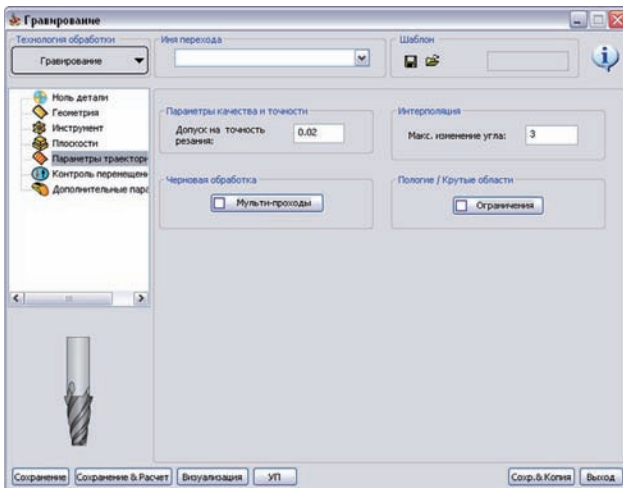 Гравирование
Технология обработки
Гравирование
Имя перехода
Шаблон
Ноль детали
Геометрия
Инструмент
Плоскости
Параметры траектори
Контроль перемещен
Дополнительные пара
Параметры качества и точности
Допуск на точность
резания:
0.02
Интерполяция
Макс. изменение угла:
3
Черновая обработка
Мульти-проходы
Пологие / Крутые области
Ограничения
Сохранение
Сохранение & Расчет
Визуализация
УП
Сохр.& Копия
Выход